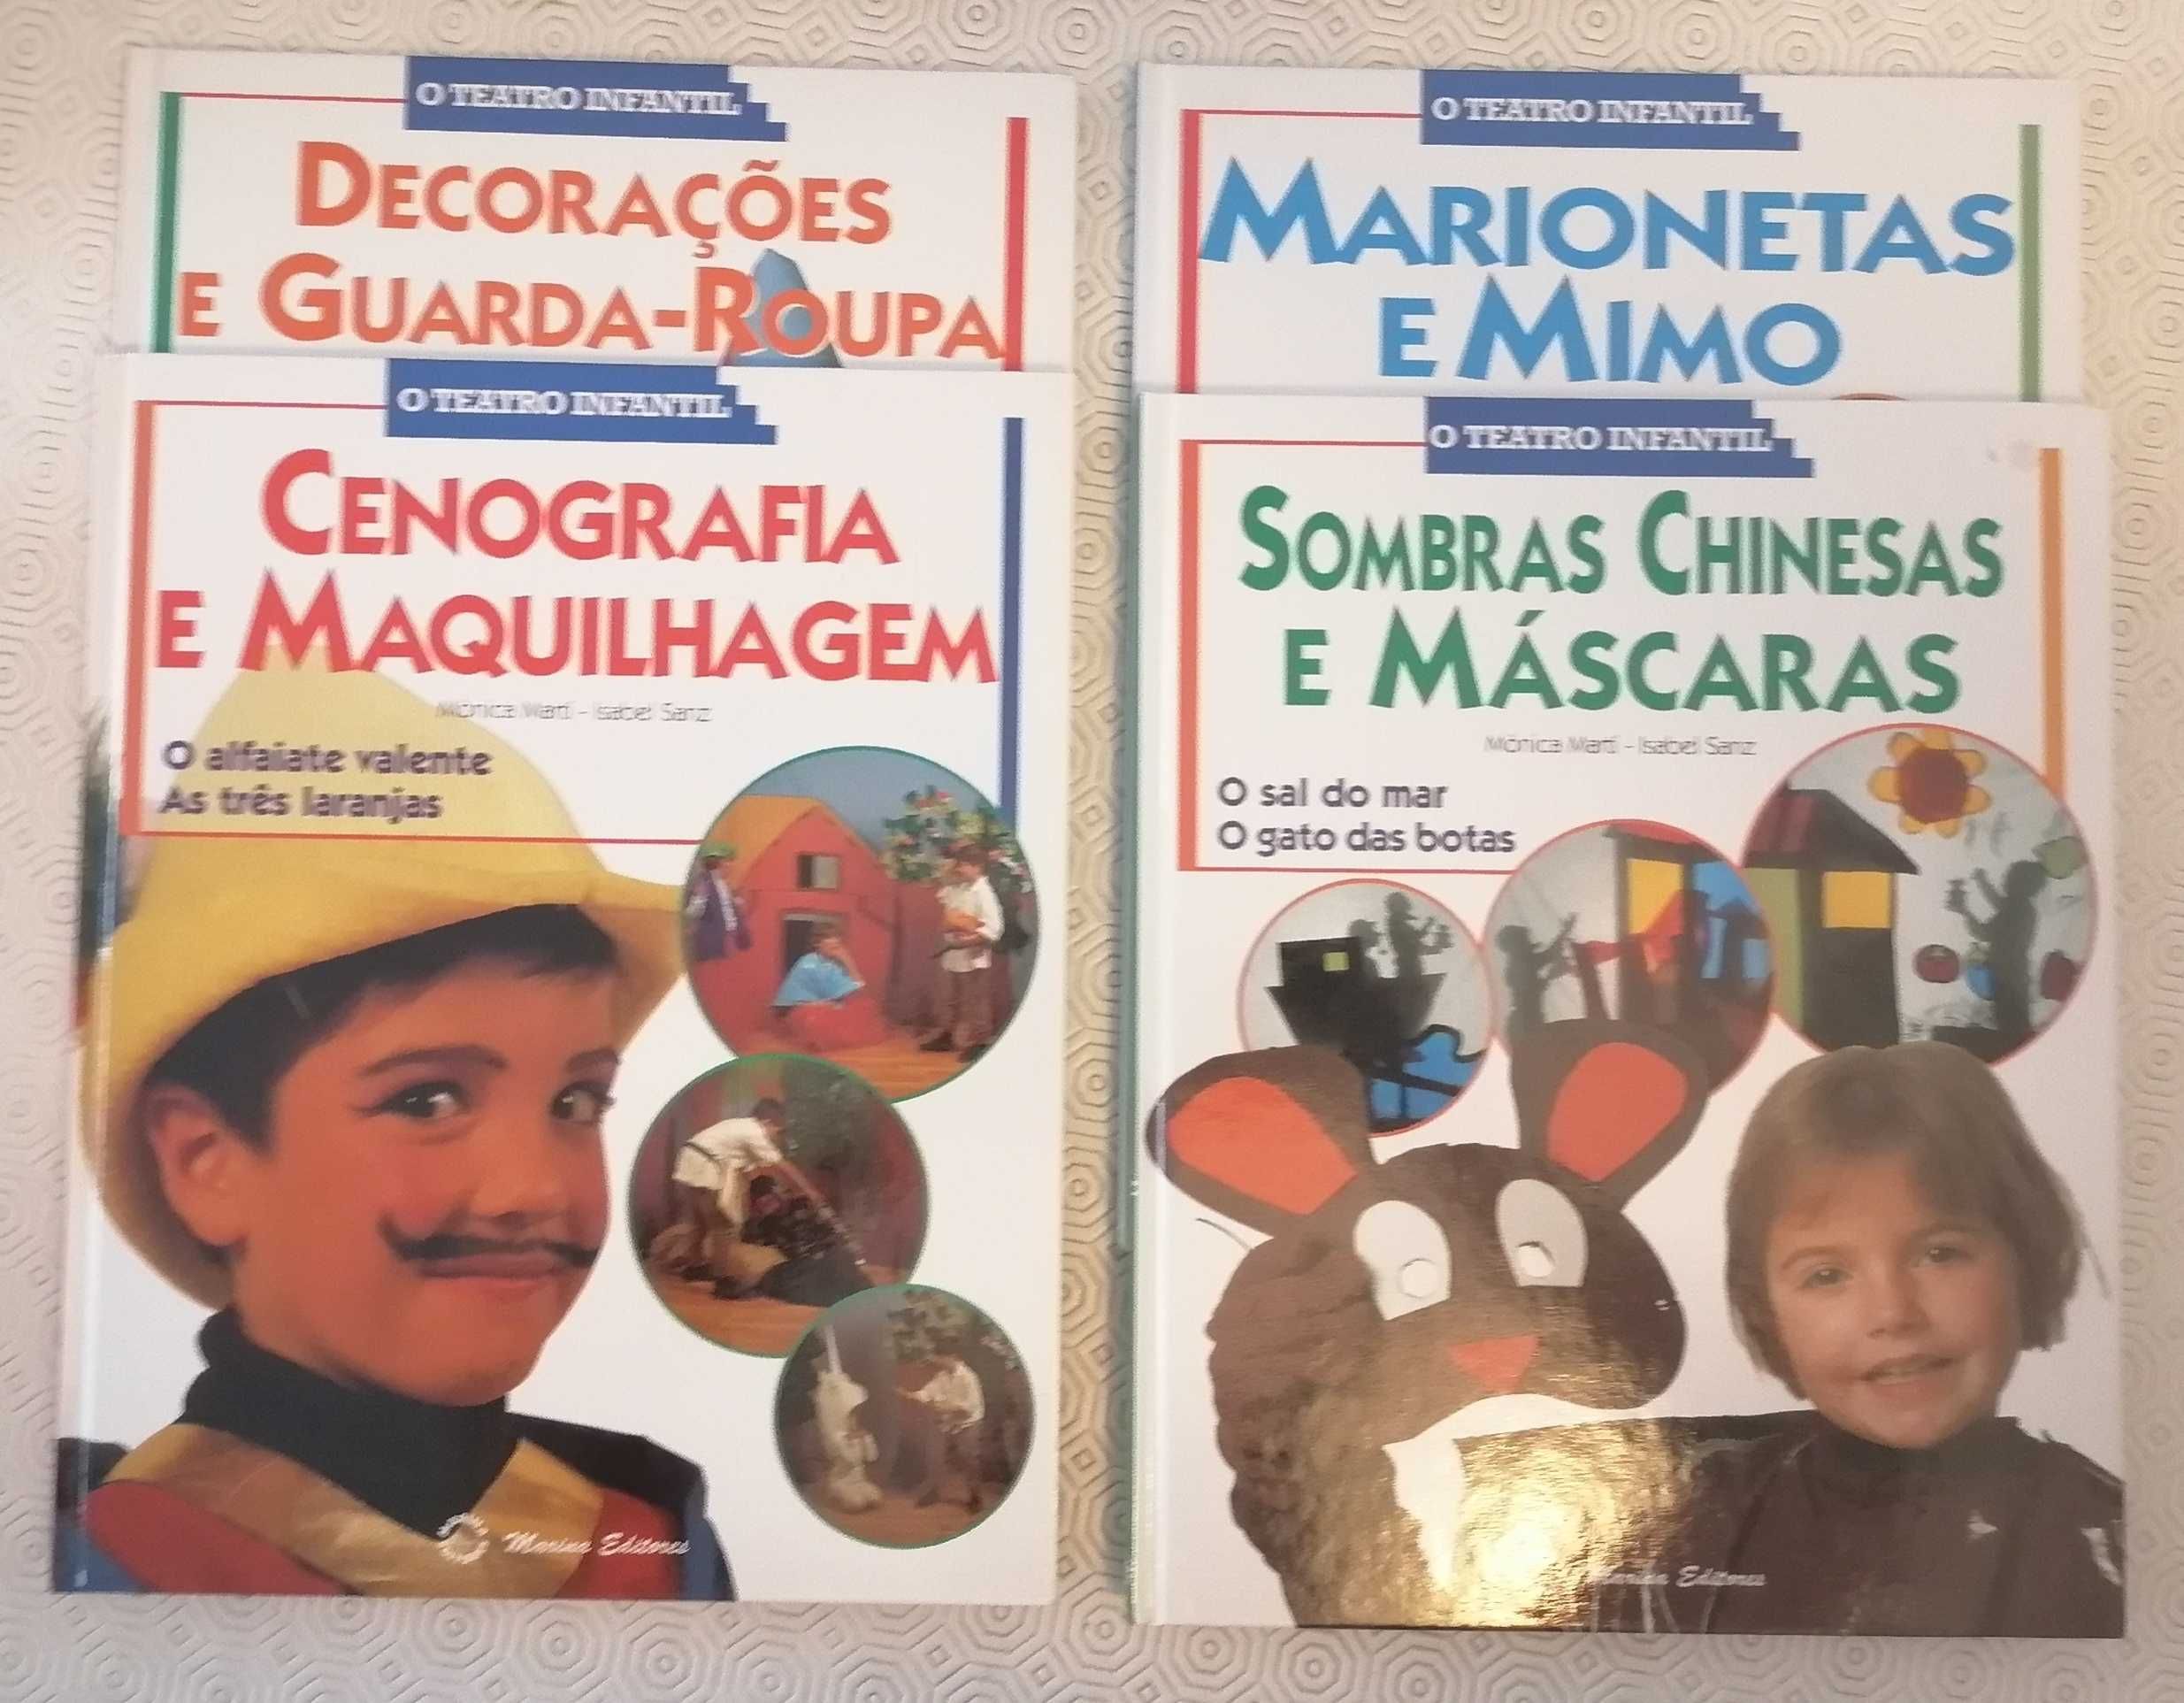 O TEATRO INFANTIL
DECORAÇÕES
E GUARDA-ROUPA
O TEATRO INFANTIL
MARIONETAS
E MIMO
O TEATRO INFANTIL
CENOGRAFIA
E MAQUILHAGEM
Mònica Martí - Isabel Sanz
O alfaiate valente
As três laranjas
Marina Editores
O TEATRO INFANTIL
SOMBRAS CHINESAS
E MÁSCARAS
Mònica Martí - Isabel Sanz
O sal do mar
O gato das botas
Marina Editores